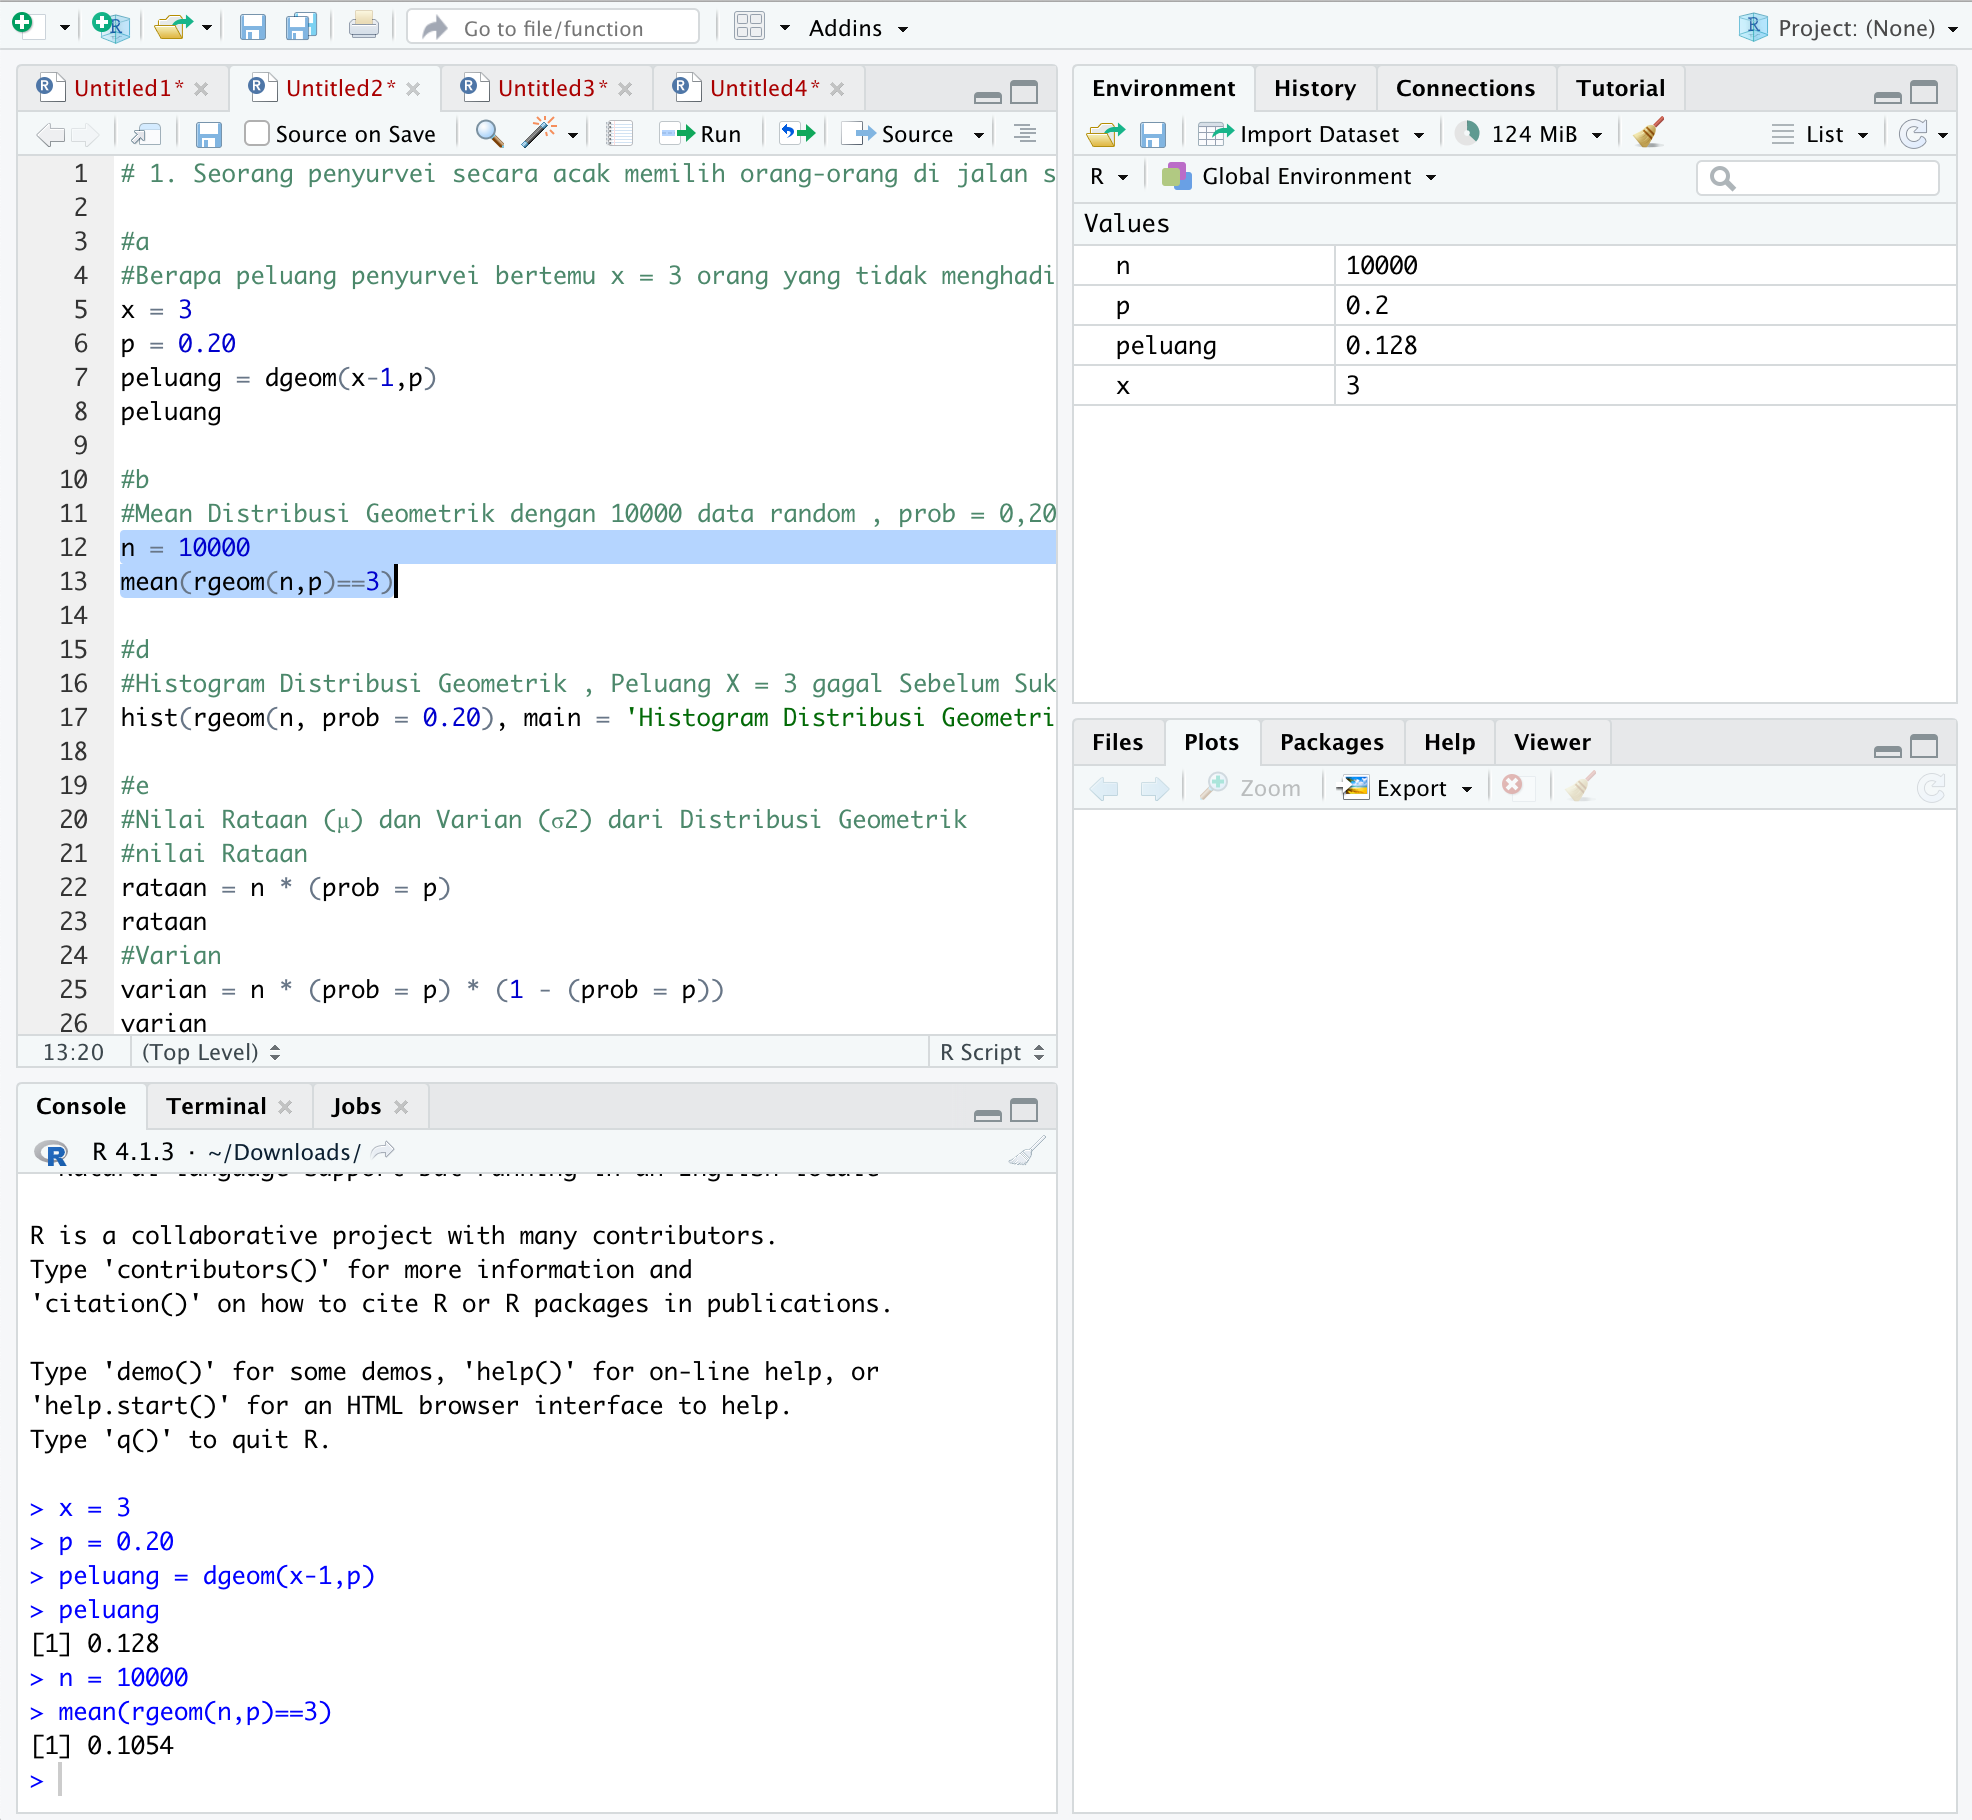 Go to file/function
Addins
Project: (None)
Untitled1*
Untitled2*
Untitled3*
Untitled4*
Source on Save
Run
Source
1 # 1. Seorang penyurvei secara acak memilih orang-orang di jalan s
2
3 #a
4 #Berapa peluang penyurvei bertemu x = 3 orang yang tidak menghadi
5 x = 3
6 p = 0.20
7 peluang = dgeom(x-1,p)
8 peluang
9
10 #b
11 #Mean Distribusi Geometrik dengan 10000 data random , prob = 0,20
12 n = 10000
13 mean(rgeom(n,p)==3)
14
15 #d
16 #Histogram Distribusi Geometrik , Peluang X = 3 gagal Sebelum Suk
17 hist(rgeom(n, prob = 0.20), main = 'Histogram Distribusi Geometri
18
19 #e
20 #Nilai Rataan (μ) dan Varian (σ2) dari Distribusi Geometrik
21 #nilai Rataan
22 rataan = n * (prob = p)
23 rataan
24 #Varian
25 varian = n * (prob = p) * (1 - (prob = p))
26 varian
13:20
(Top Level)
R Script
Console
Terminal
Jobs
R 4.1.3 · ~/Downloads/
Natural language support but running in an English locale
R is a collaborative project with many contributors.
Type 'contributors()' for more information and
'citation()' on how to cite R or R packages in publications.
Type 'demo()' for some demos, 'help()' for on-line help, or
'help.start()' for an HTML browser interface to help.
Type 'q()' to quit R.
> x = 3
> p = 0.20
> peluang = dgeom(x-1,p)
> peluang
[1] 0.128
> n = 10000
> mean(rgeom(n,p)==3)
[1] 0.1054
>
Environment
History
Connections
Tutorial
Import Dataset
124 MiB
List
R
Global Environment
Values
n 10000
p 0.2
peluang 0.128
x 3
Files
Plots
Packages
Help
Viewer
Zoom
Export